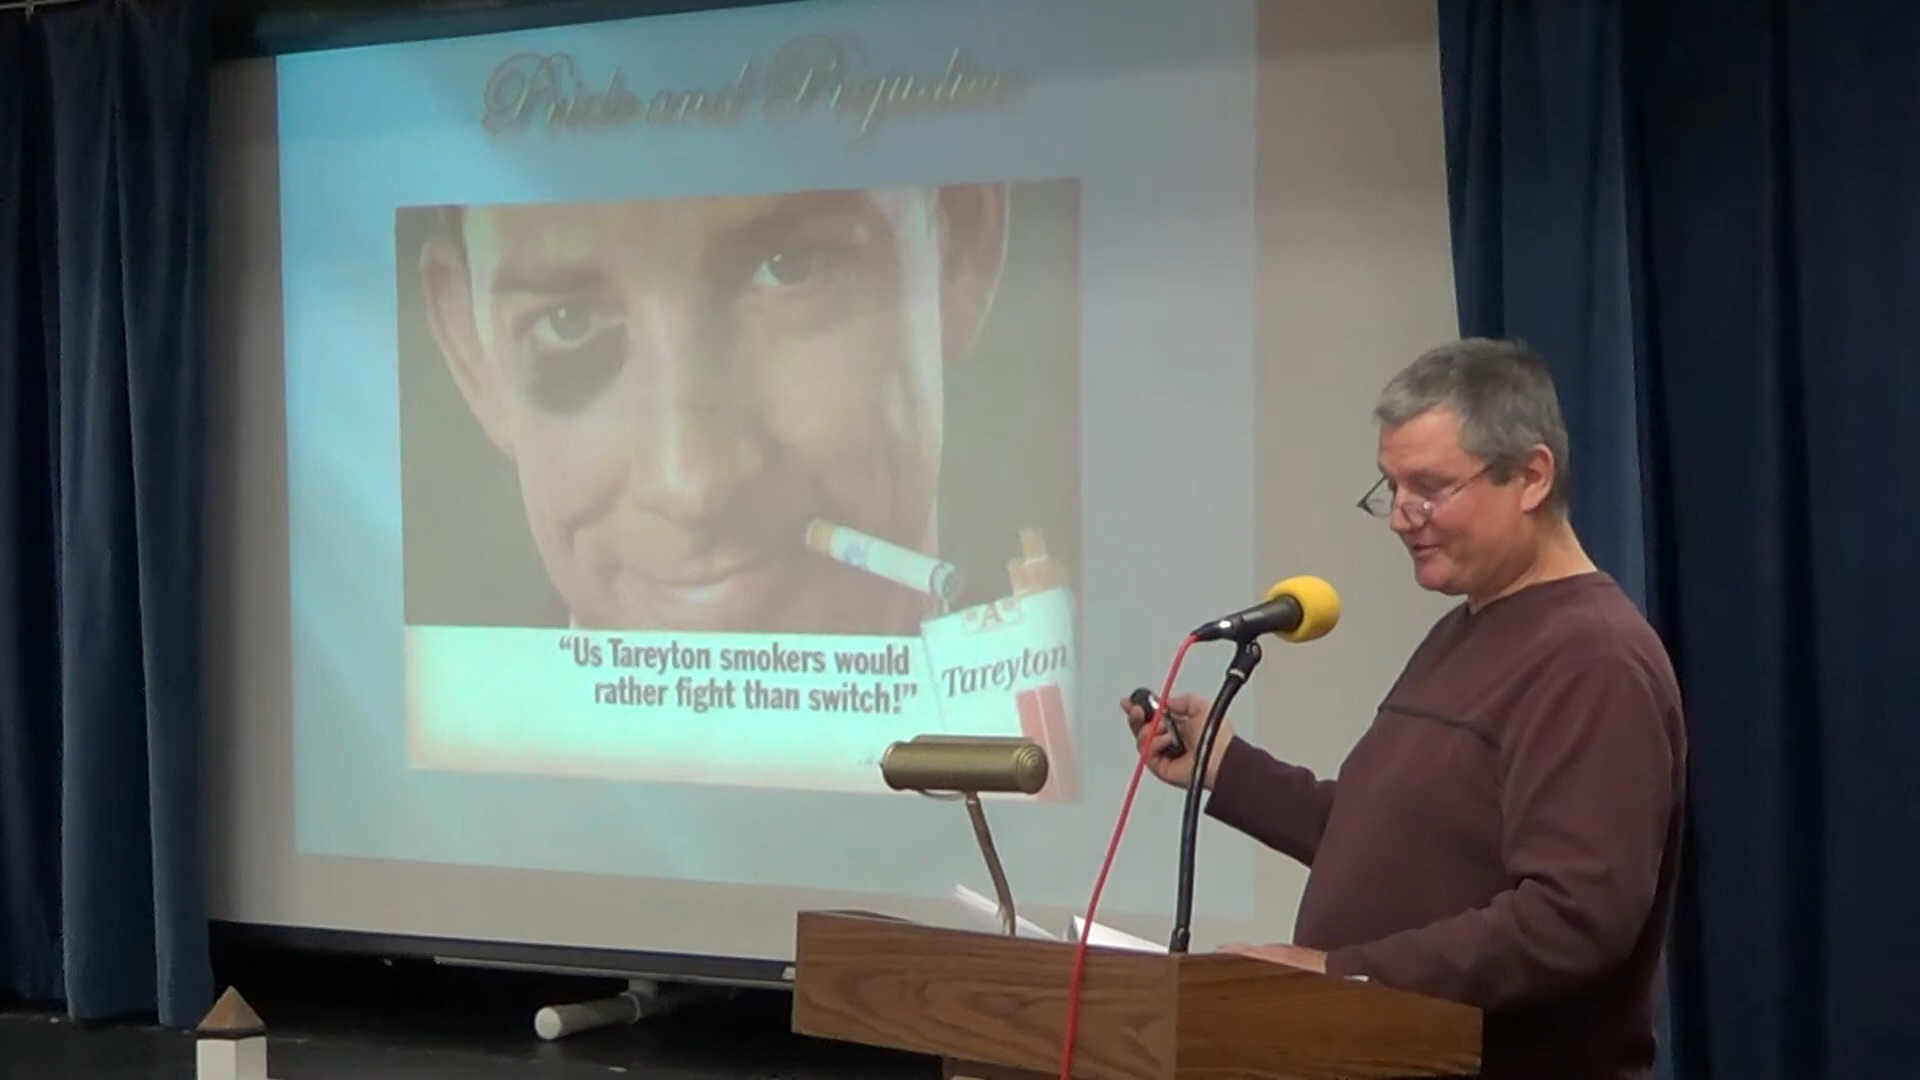 Pride and Prejudice
“Us Tareyton smokers would
rather fight than switch!”
Tareyton